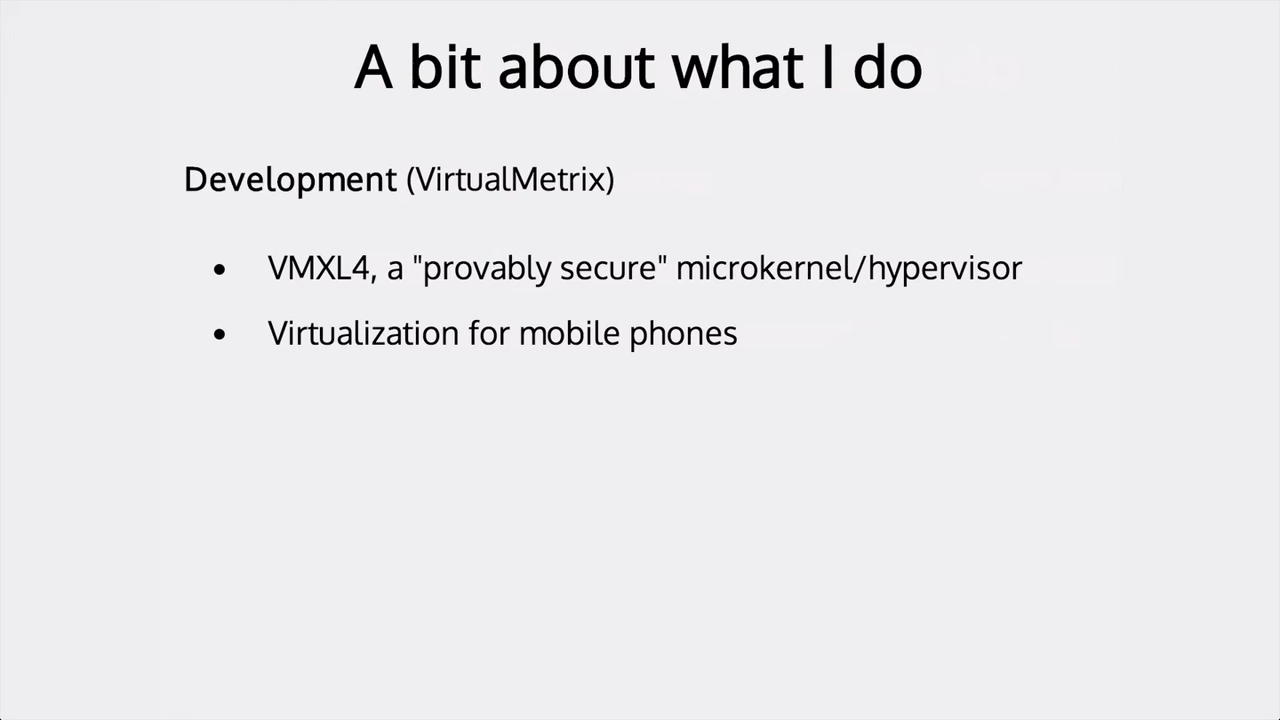 A bit about what I do
Development (VirtualMetrix)
• VMXL4, a "provably secure" microkernel/hypervisor
• Virtualization for mobile phones